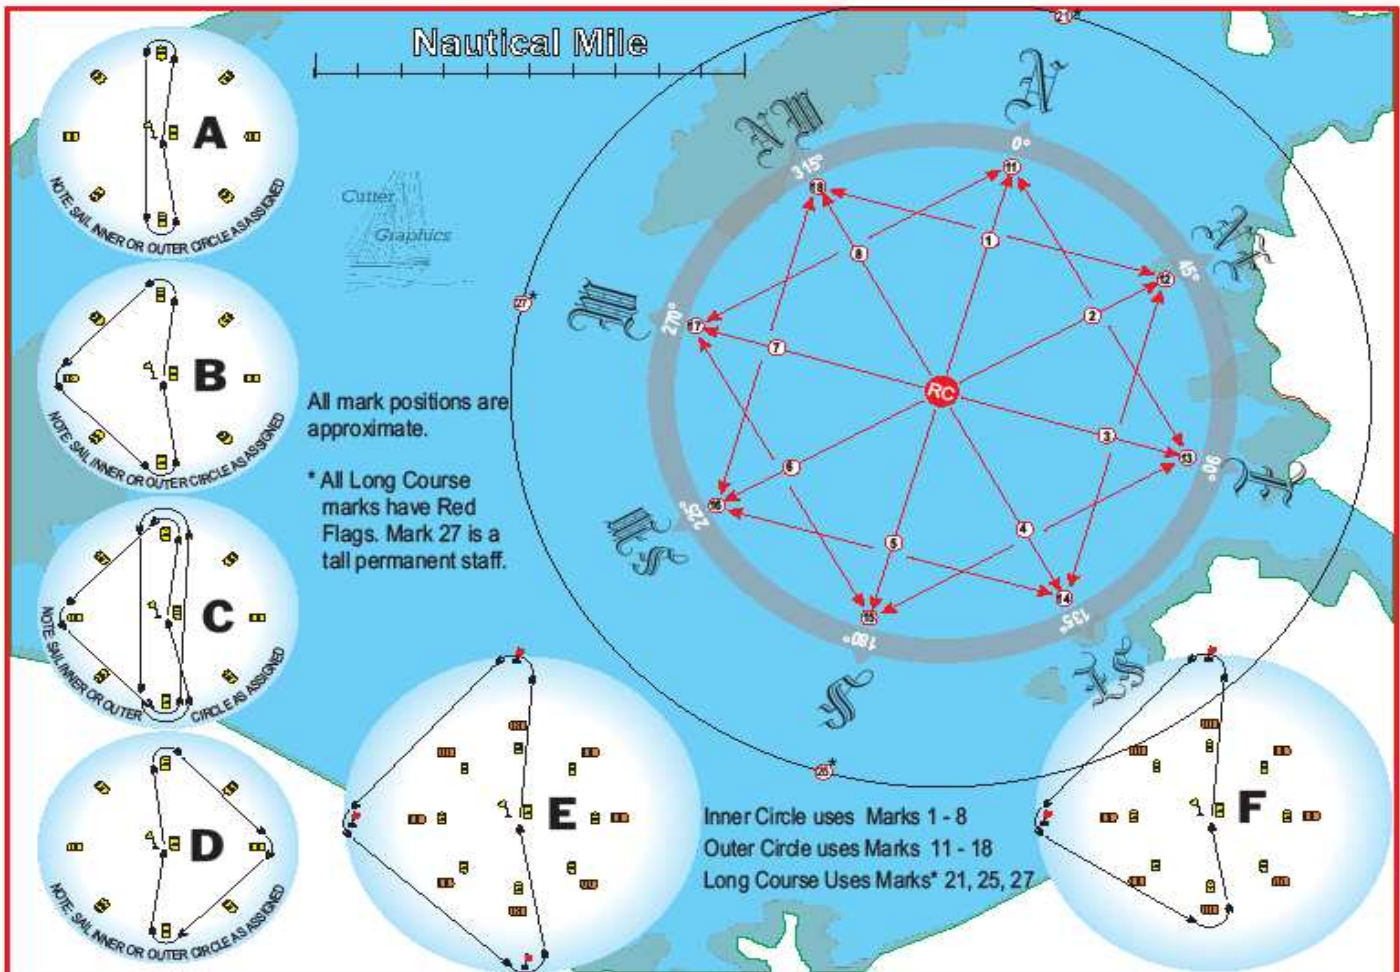 Nautical Mile
21*
A
NOTE: SAIL INNER OR OUTER CIRCLE AS ASSIGNED
B
NOTE: SAIL INNER OR OUTER CIRCLE AS ASSIGNED
C
NOTE: SAIL INNER OR OUTER CIRCLE AS ASSIGNED
D
NOTE: SAIL INNER OR OUTER CIRCLE AS ASSIGNED
Cutter
Graphics
All mark positions are
approximate.
* All Long Course
marks have Red
Flags. Mark 27 is a
tall permanent staff.
27*
N
0°
11
1
45°
12
2
90°
13
3
135°
14
4
S
180°
15
5
225°
16
6
W
270°
17
7
NW
315°
18
8
RC
25*
E
Inner Circle uses Marks 1 - 8
Outer Circle uses Marks 11 - 18
Long Course Uses Marks* 21, 25, 27
F